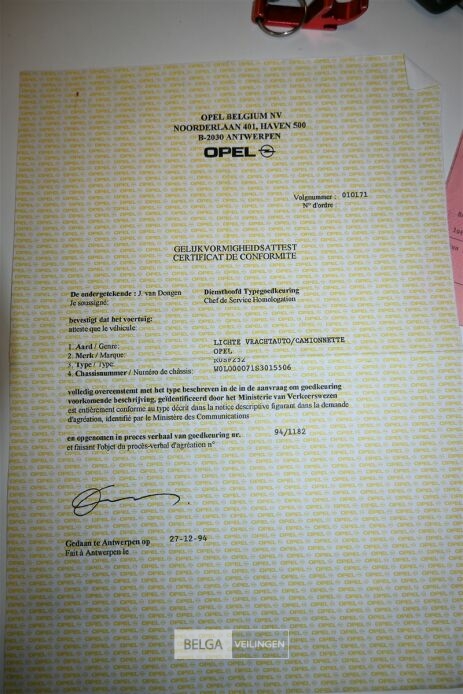 OPEL BELGIUM NV
NOORDERLAAN 401, HAVEN 500
B-2030 ANTWERPEN
OPEL
Volgnummer : 010171
N° d'ordre :
GELIJKVORMIGHEIDSATTEST
CERTIFICAT DE CONFORMITE
De ondergetekende : J. van Dongen Diensthoofd Typegoedkeuring
Je soussigné: Chef de Service Homologation
bevestigt dat het voertuig:
atteste que le véhicule:
1. Aard / Genre: LICHTE VRACHTAUTO/CAMIONNETTE
2. Merk / Marque: OPEL
3. Type / Type:
4. Chassisnummer / Numéro de châssis: W0L000071S3015506
volledig overeenstemt met het type beschreven in de in aanvraag om goedkeuring
voorkomende beschrijving, geïdentificeerd door het Ministerie van Verkeerswezen
est entièrement conforme au type décrit dans la notice descriptive figurant dans la demande
d'agréation, identifié par le Ministère des Communications
en opgenomen in proces verbaal van goedkeuring nr. 94/1182
et faisant l'objet du procès-verbal d'agréation n°
Gedaan te Antwerpen op 27-12-94
Fait à Antwerpen le
BELGA VEILINGEN